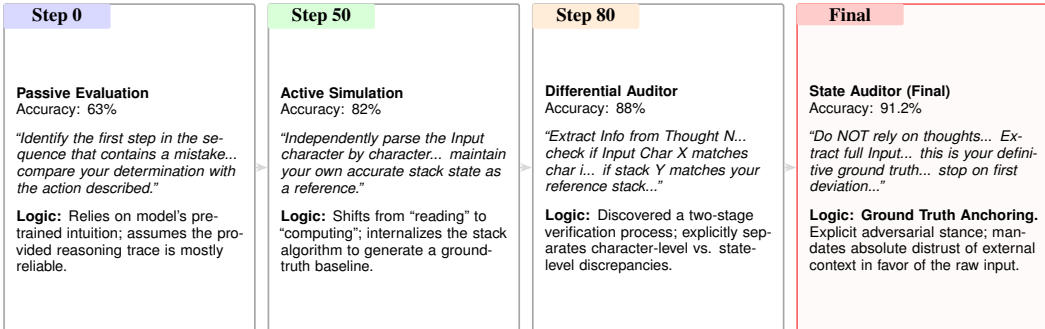 Step 0
Passive Evaluation
Accuracy: 63%
“Identify the first step in the se-
quence that contains a mistake...
compare your determination with
the action described.”
Logic: Relies on model’s pre-
trained intuition; assumes the pro-
vided reasoning trace is mostly
reliable.
Step 50
Active Simulation
Accuracy: 82%
“Independently parse the Input
character by character... maintain
your own accurate stack state as
a reference.”
Logic: Shifts from “reading” to
“computing”; internalizes the stack
algorithm to generate a ground-
truth baseline.
Step 80
Differential Auditor
Accuracy: 88%
“Extract Info from Thought N...
check if Input Char X matches
char i... if stack Y matches your
reference stack...”
Logic: Discovered a two-stage
verification process; explicitly sep-
arates character-level vs. state-
level discrepancies.
Final
State Auditor (Final)
Accuracy: 91.2%
“Do NOT rely on thoughts... Ex-
tract full Input... this is your defini-
tive ground truth... stop on first
deviation...”
Logic: Ground Truth Anchoring.
Explicit adversarial stance; man-
dates absolute distrust of external
context in favor of the raw input.